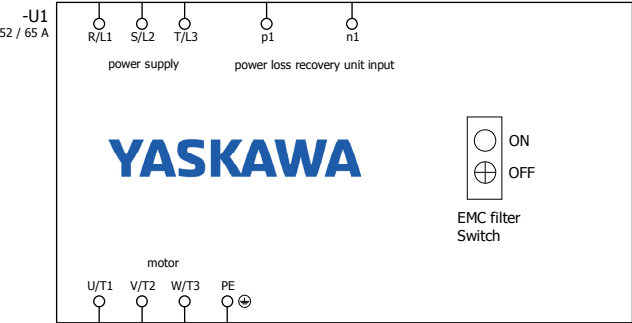 -U1
52 / 65 A
R/L1 S/L2 T/L3 p1 n1
power supply power loss recovery unit input
YASKAWA
ON
OFF
EMC filter
Switch
motor
U/T1 V/T2 W/T3 PE